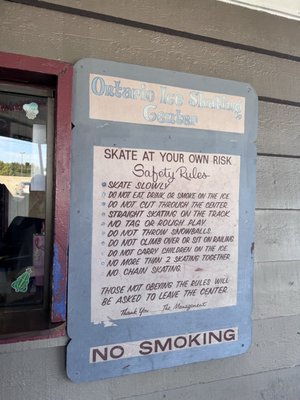 Ontario Ice Skating
Center
SKATE AT YOUR OWN RISK
Safety Rules
SKATE SLOWLY
DO NOT EAT, DRINK, OR SMOKE ON THE ICE.
DO NOT CUT THROUGH THE CENTER.
STRAIGHT SKATING ON THE TRACK.
NO TAG OR ROUGH PLAY.
DO NOT THROW SNOWBALLS.
DO NOT CLIMB OVER OR SIT ON RAILING.
DO NOT CARRY CHILDREN ON THE ICE.
NO MORE THAN 2 SKATING TOGETHER.
NO CHAIN SKATING.
THOSE NOT OBEYING THE RULES WILL
BE ASKED TO LEAVE THE CENTER.
Thank You The Management
NO SMOKING